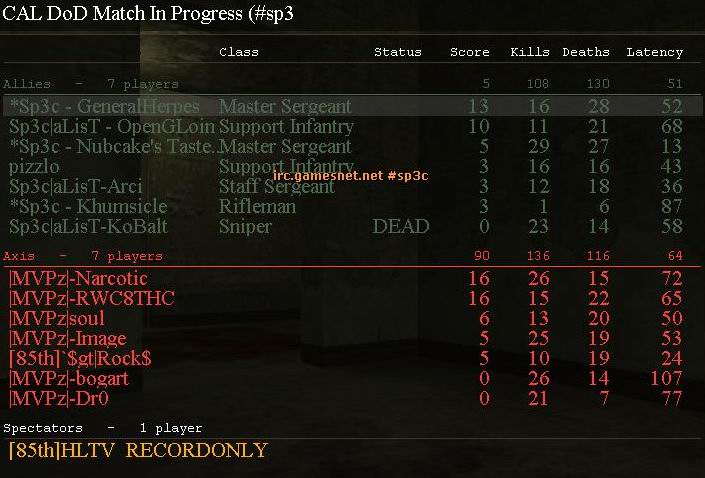 CAL DoD Match In Progress (#sp3
Class Status Score Kills Deaths Latency
Allies - 7 players 5 108 130 51
*Sp3c - GeneralHerpes Master Sergeant 13 16 28 52
Sp3c|aLisT - OpenGLoin Support Infantry 10 11 21 68
*Sp3c - Nubcake's Taste.. Master Sergeant 5 29 27 13
pizzlo Support Infantry 3 16 16 43
irc.gamesnet.net #sp3c
Sp3c|aLisT-Arci Staff Sergeant 3 12 18 36
*Sp3c - Khumsicle Rifleman 3 1 6 87
Sp3c|aLisT-KoBalt Sniper DEAD 0 23 14 58
Axis - 7 players 90 136 116 64
|MVPz|-Narcotic 16 26 15 72
|MVPz|-RWC8THC 16 15 22 65
|MVPz|soul 6 13 20 50
|MVPz|-Image 5 25 19 53
[85th]`$gt|Rock$ 5 10 19 24
|MVPz|-bogart 0 26 14 107
|MVPz|-Dr0 0 21 7 77
Spectators - 1 player
[85th]HLTV RECORDONLY